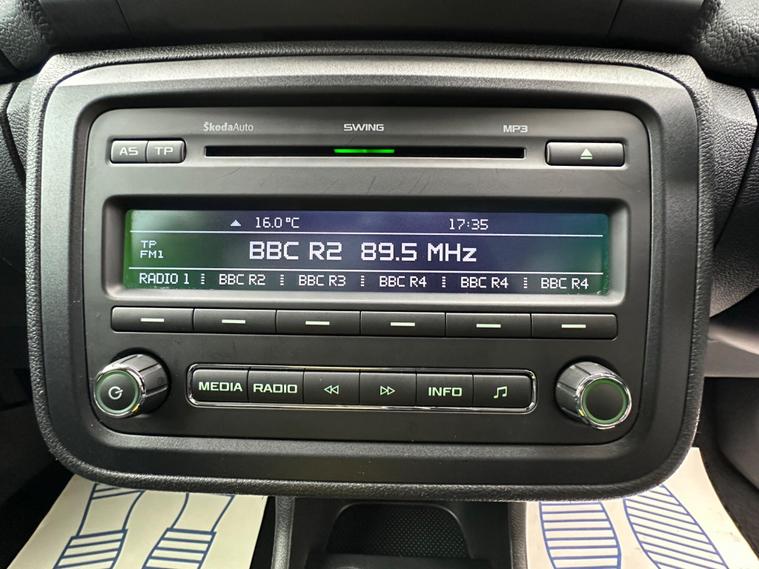 ŠkodaAuto SWING MP3
AS TP
16.0°C 17:35
TP
FM1
BBC R2 89.5 MHz
RADIO 1 BBC R2 BBC R3 BBC R4 BBC R4 BBC R4
MEDIA RADIO INFO